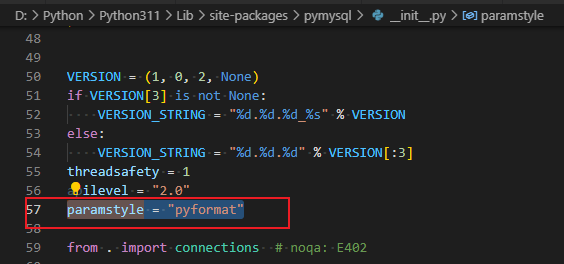 D: > Python > Python311 > Lib > site-packages > pymysql > __init__.py > paramstyle
48
49
50 VERSION = (1, 0, 2, None)
51 if VERSION[3] is not None:
52     VERSION_STRING = "%d.%d.%d_%s" % VERSION
53 else:
54     VERSION_STRING = "%d.%d.%d" % VERSION[:3]
55 threadsafety = 1
56 ilevel = "2.0"
57 paramstyle = "pyformat"
58
59 from . import connections  # noqa: E402